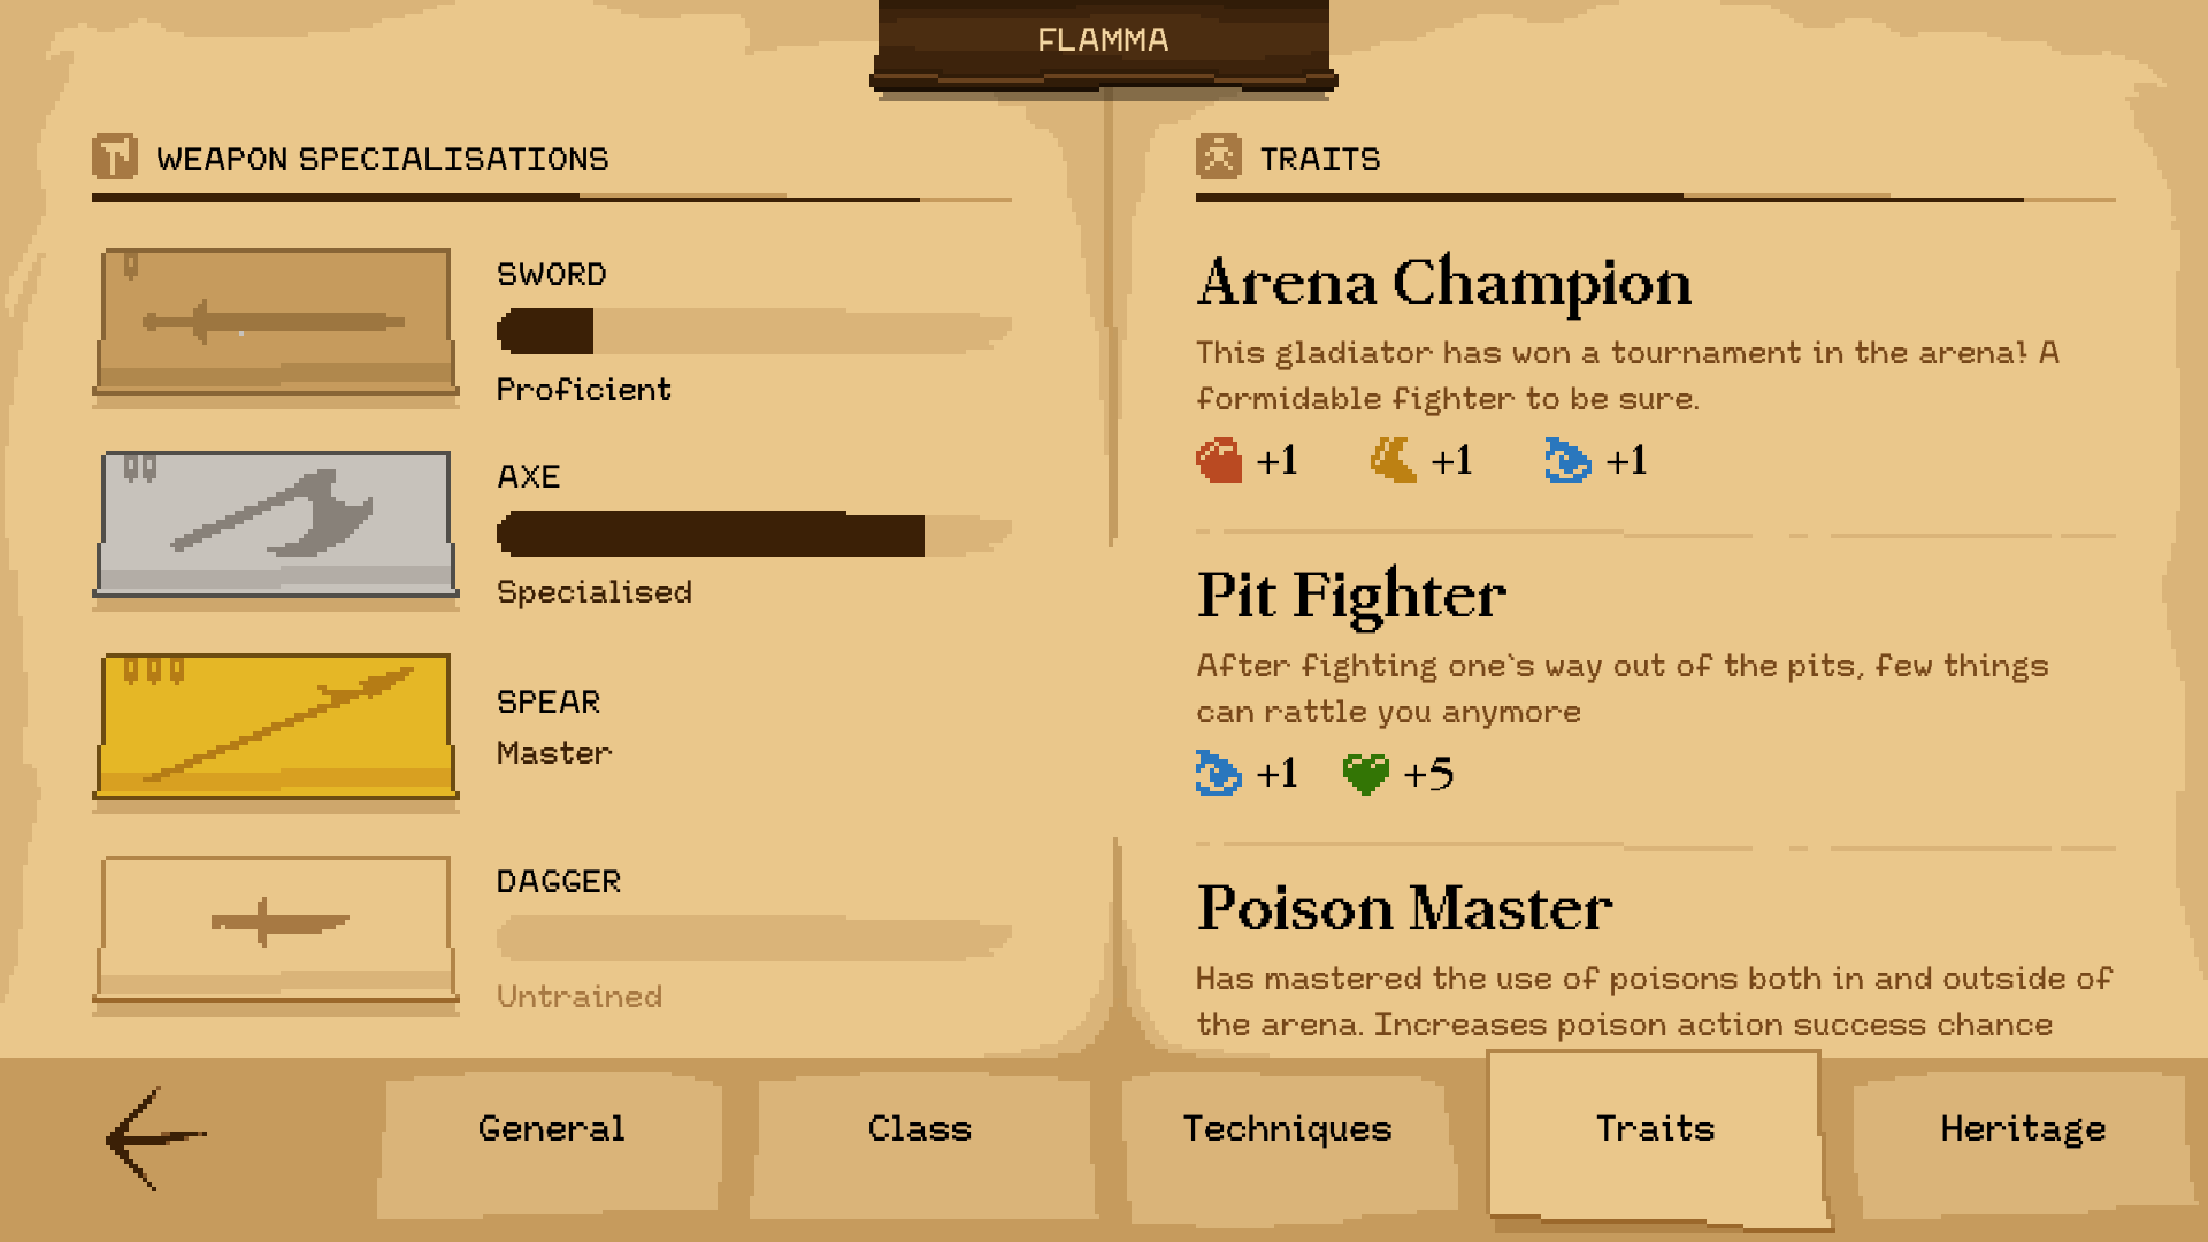 FLAMMA
WEAPON SPECIALISATIONS
SWORD
Proficient
AXE
Specialised
SPEAR
Master
DAGGER
Untrained
TRAITS
Arena Champion
This gladiator has won a tournament in the arena! A
formidable fighter to be sure.
+1 +1 +1
Pit Fighter
After fighting one's way out of the pits, few things
can rattle you anymore
+1 +5
Poison Master
Has mastered the use of poisons both in and outside of
the arena. Increases poison action success chance
General Class Techniques Traits Heritage